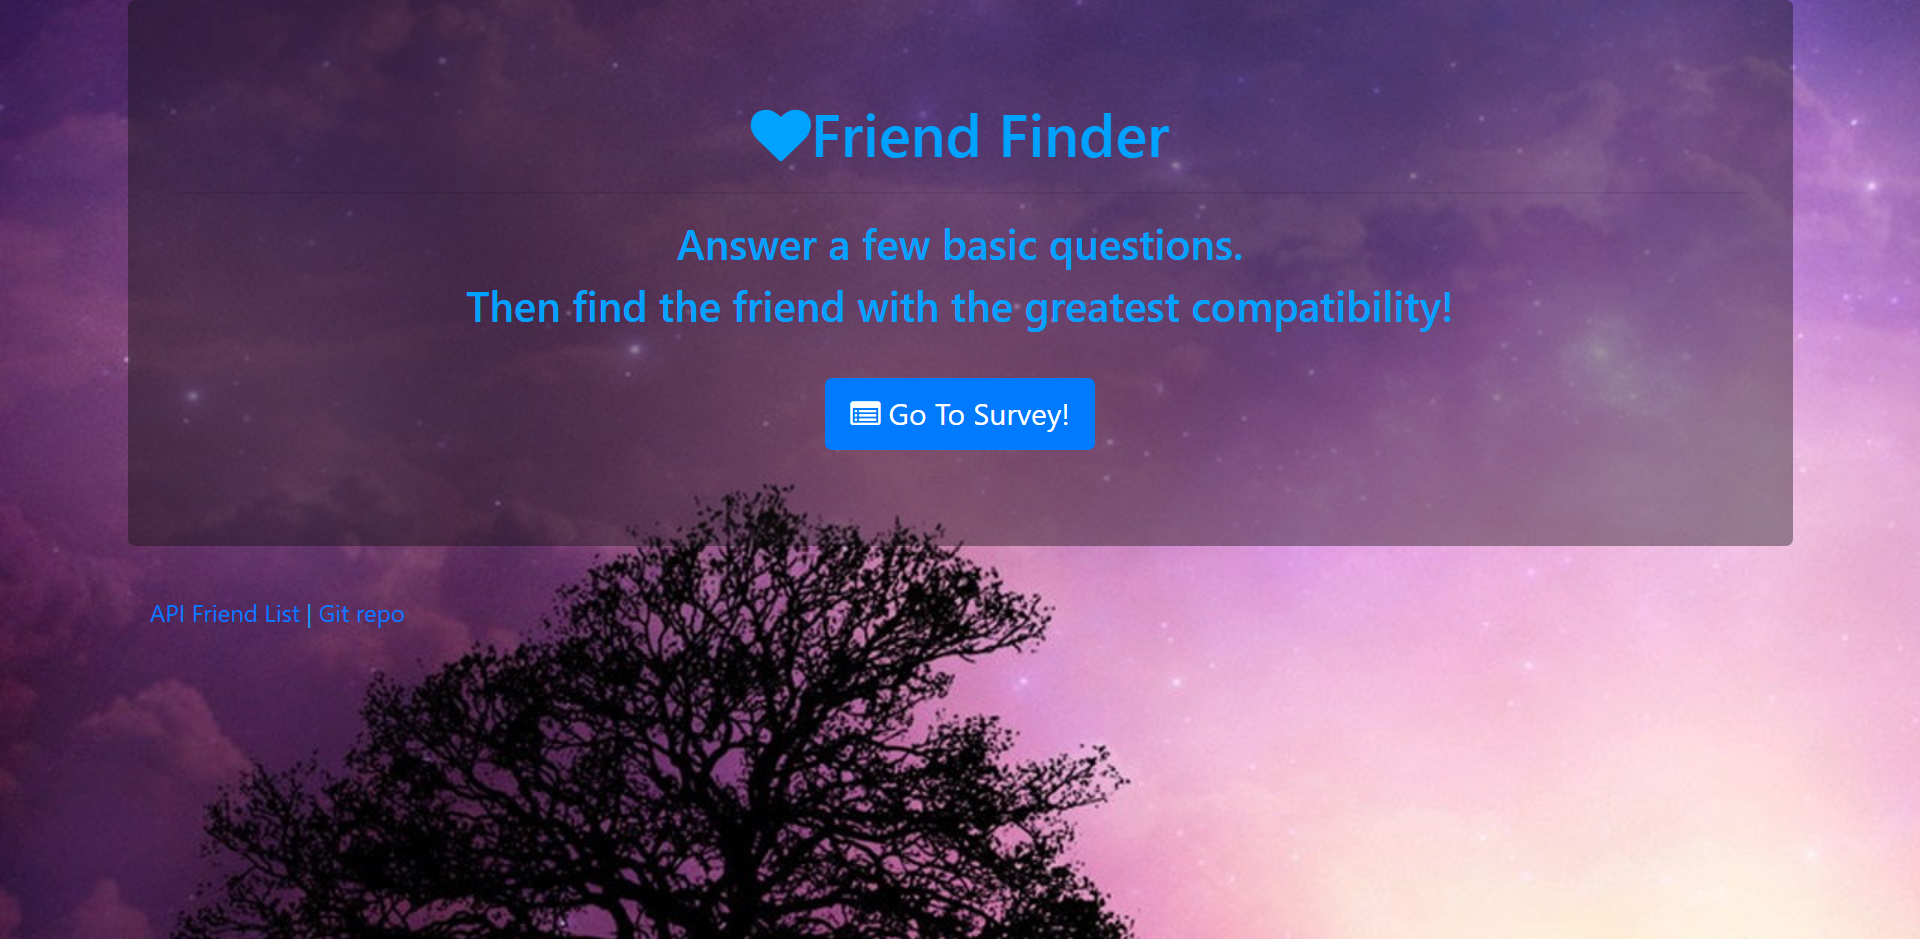 Friend Finder
Answer a few basic questions.
Then find the friend with the greatest compatibility!
Go To Survey!
API Friend List | Git repo